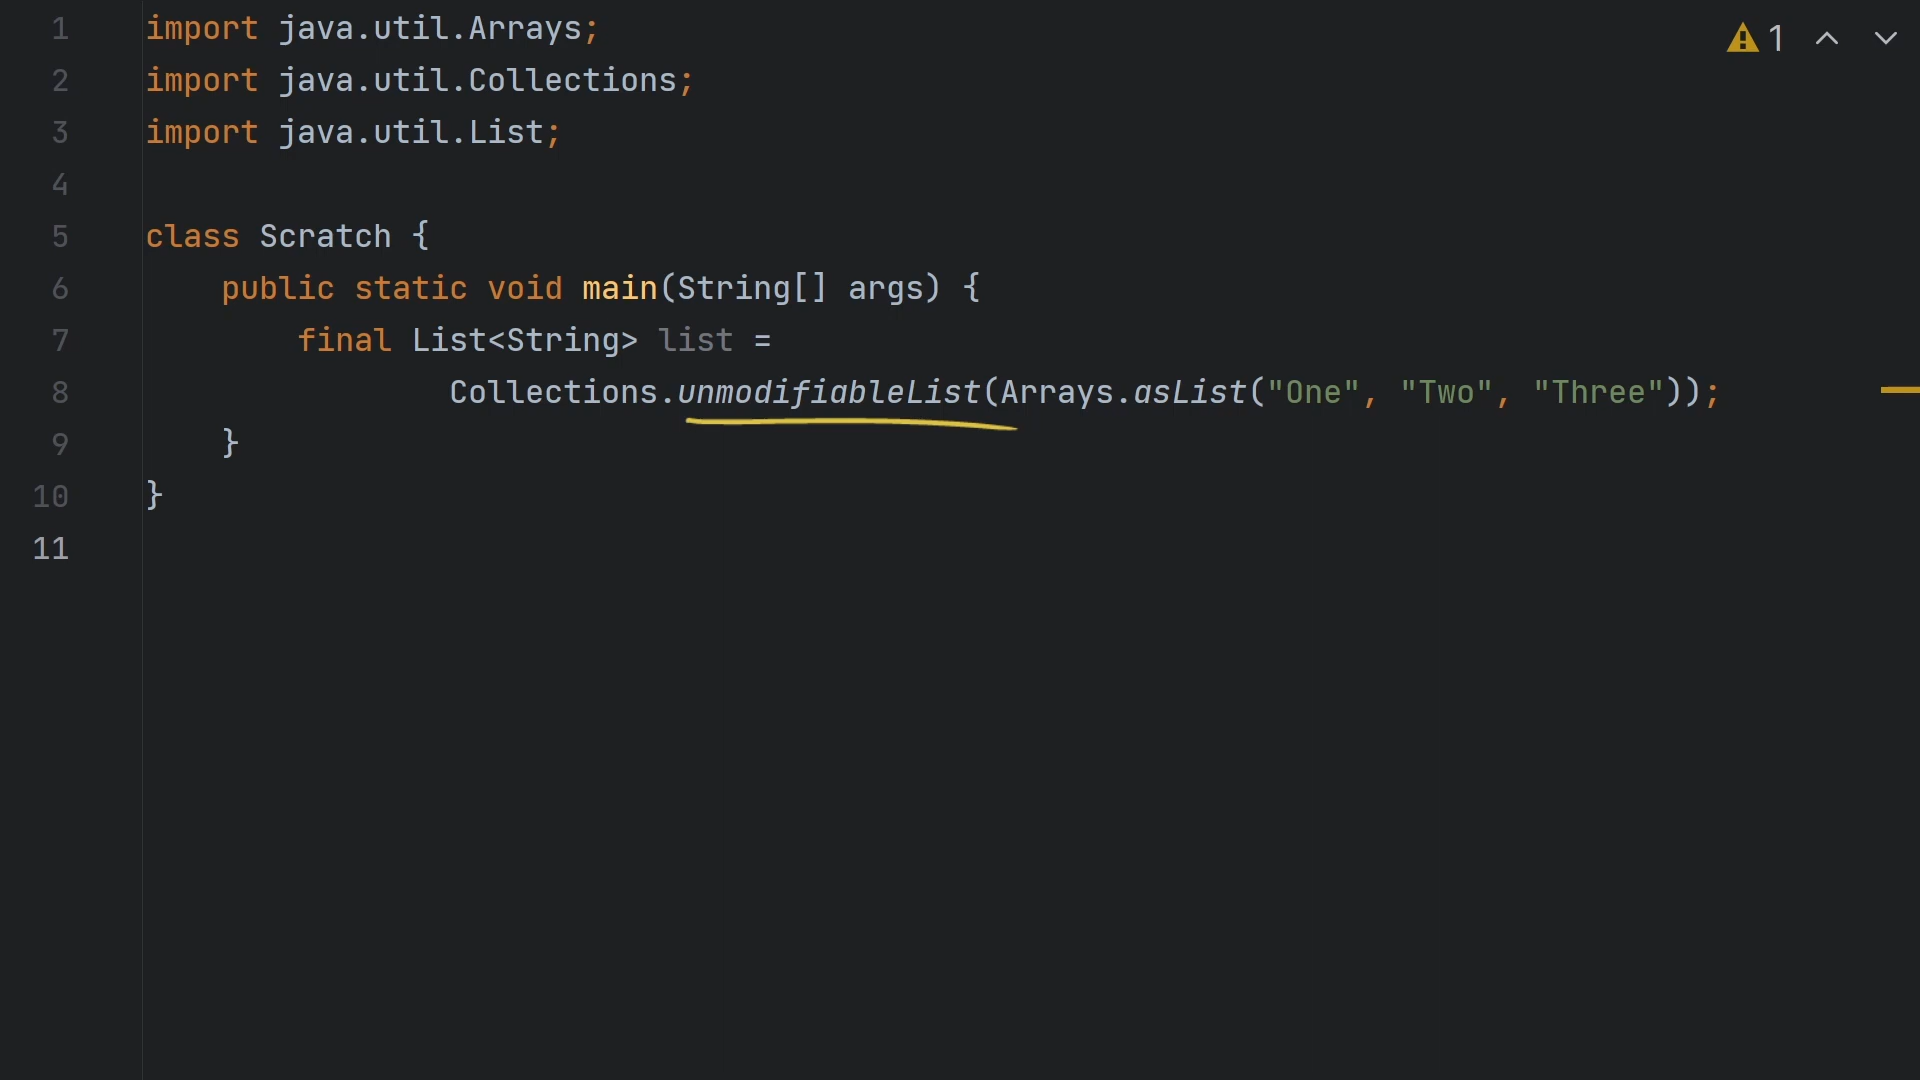 1 import java.util.Arrays;
1
2 import java.util.Collections;
3 import java.util.List;
4
5 class Scratch {
6 public static void main(String[] args) {
7 final List<String> list =
8 Collections.unmodifiableList(Arrays.asList("One", "Two", "Three"));
9 }
10 }
11